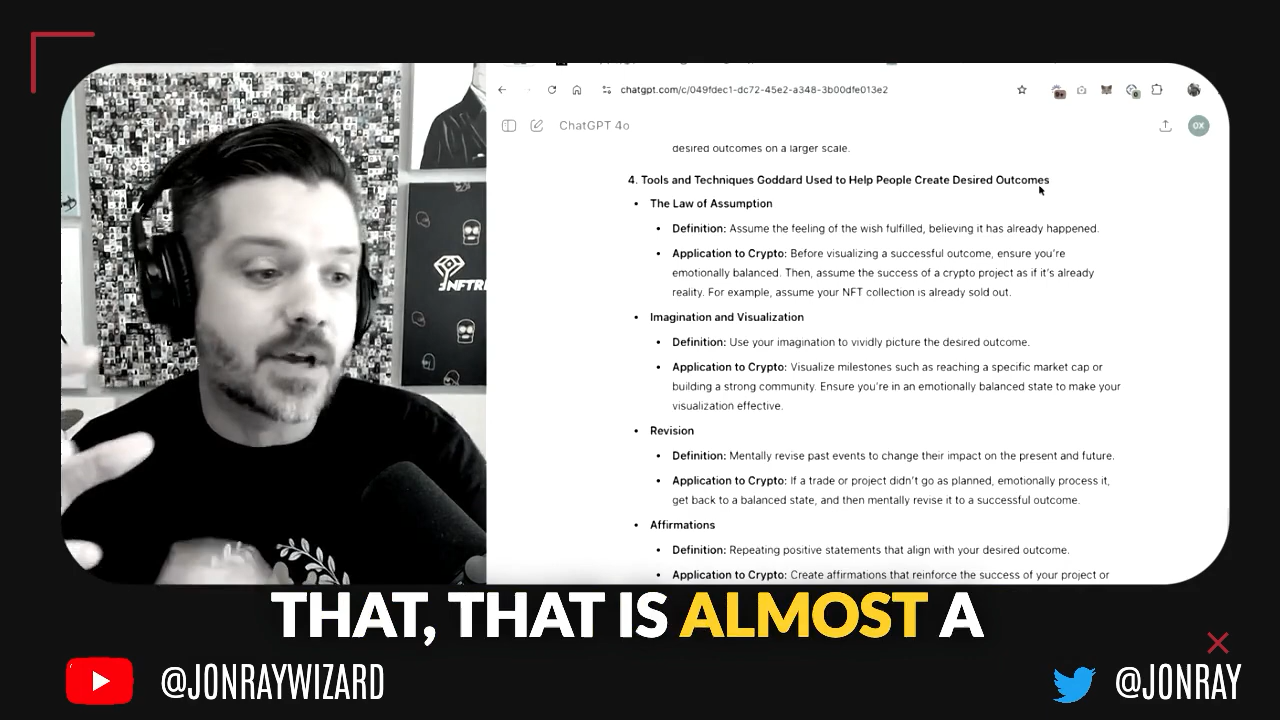 chatgpt.com/c/049fdec1-dc72-45e2-a348-3b00dfe013e2
ChatGPT 4o
OX
desired outcomes on a larger scale.
4. Tools and Techniques Goddard Used to Help People Create Desired Outcomes
• The Law of Assumption
• Definition: Assume the feeling of the wish fulfilled, believing it has already happened.
• Application to Crypto: Before visualizing a successful outcome, ensure you're
emotionally balanced. Then, assume the success of a crypto project as if it's already
reality. For example, assume your NFT collection is already sold out.
• Imagination and Visualization
• Definition: Use your imagination to vividly picture the desired outcome.
• Application to Crypto: Visualize milestones such as reaching a specific market cap or
building a strong community. Ensure you're in an emotionally balanced state to make your
visualization effective.
• Revision
• Definition: Mentally revise past events to change their impact on the present and future.
• Application to Crypto: If a trade or project didn't go as planned, emotionally process it,
get back to a balanced state, and then mentally revise it to a successful outcome.
• Affirmations
• Definition: Repeating positive statements that align with your desired outcome.
• Application to Crypto: Create affirmations that reinforce the success of your project or
THAT, THAT IS ALMOST A
@JONRAYWIZARD
@JONRAY